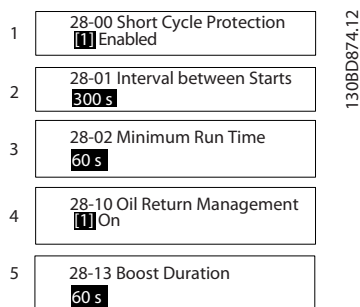 1
28-00 Short Cycle Protection
[1] Enabled
2
28-01 Interval between Starts
300 s
3
28-02 Minimum Run Time
60 s
4
28-10 Oil Return Management
[1] On
5
28-13 Boost Duration
60 s
130BD874.12